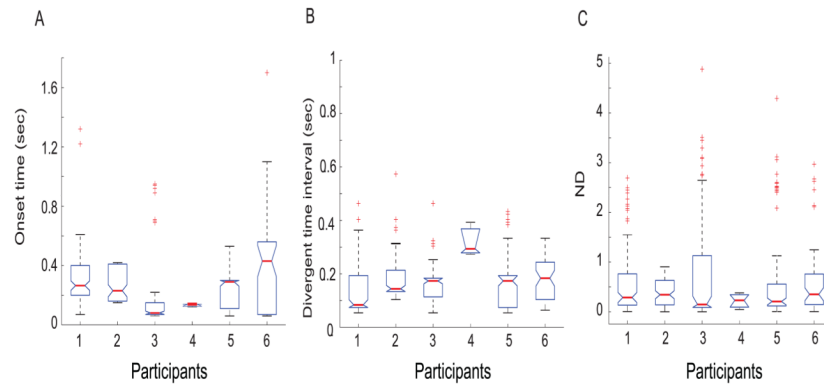 A
Onset time (sec)
1.6
1.2
0.8
0.4
0
1 2 3 4 5 6
Participants
B
Divergent time interval (sec)
1
0.8
0.6
0.4
0.2
0
1 2 3 4 5 6
Participants
C
ND
5
4
3
2
1
0
1 2 3 4 5 6
Participants